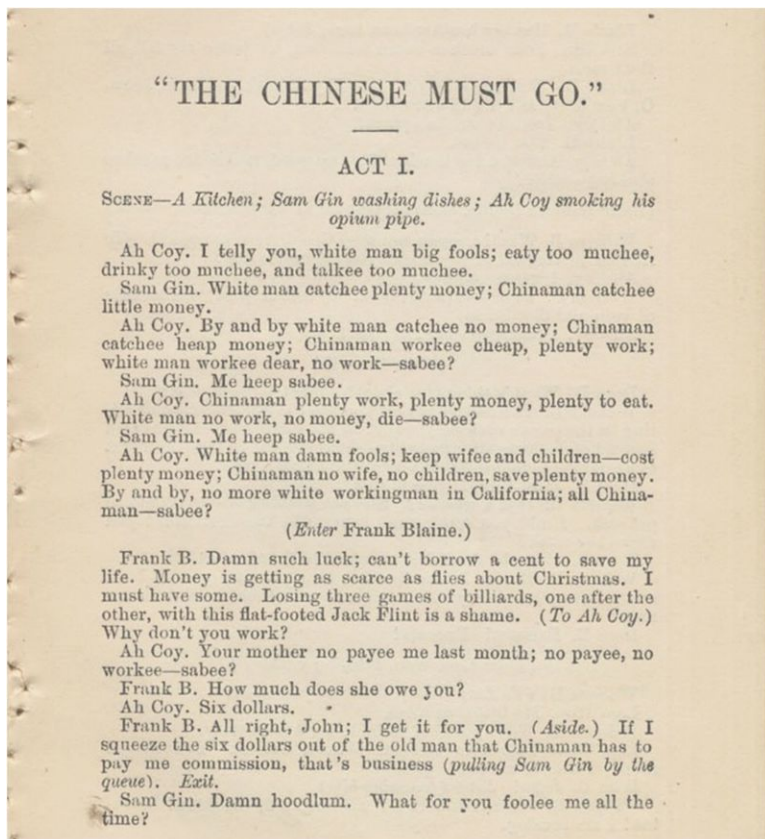 "THE CHINESE MUST GO."
ACT I.
SCENE—A Kitchen; Sam Gin washing dishes; Ah Coy smoking his
opium pipe.
Ah Coy. I telly you, white man big fools; eaty too muchee,
drinky too muchee, and talkee too muchee.
Sam Gin. White man catchee plenty money; Chinaman catchee
little money.
Ah Coy. By and by white man catchee no money; Chinaman
catchee heap money; Chinaman workee cheap, plenty work;
white man workee dear, no work—sabee?
Sam Gin. Me heep sabee.
Ah Coy. Chinaman plenty work, plenty money, plenty to eat.
White man no work, no money, die—sabee?
Sam Gin. Me heep sabee.
Ah Coy. White man damn fools; keep wifee and children—cost
plenty money; Chinaman no wife, no children, save plenty money.
By and by, no more white workingman in California; all China-
man—sabee?
(Enter Frank Blaine.)
Frank B. Damn such luck; can't borrow a cent to save my
life. Money is getting as scarce as flies about Christmas. I
must have some. Losing three games of billiards, one after the
other, with this flat-footed Jack Flint is a shame. (To Ah Coy.)
Why don't you work?
Ah Coy. Your mother no payee me last month; no payee, no
workee—sabee?
Frank B. How much does she owe you?
Ah Coy. Six dollars.
Frank B. All right, John; I get it for you. (Aside.) If I
squeeze the six dollars out of the old man that Chinaman has to
pay me commission, that's business (pulling Sam Gin by the
queue). Exit.
Sam Gin. Damn hoodlum. What for you foolee me all the
time?